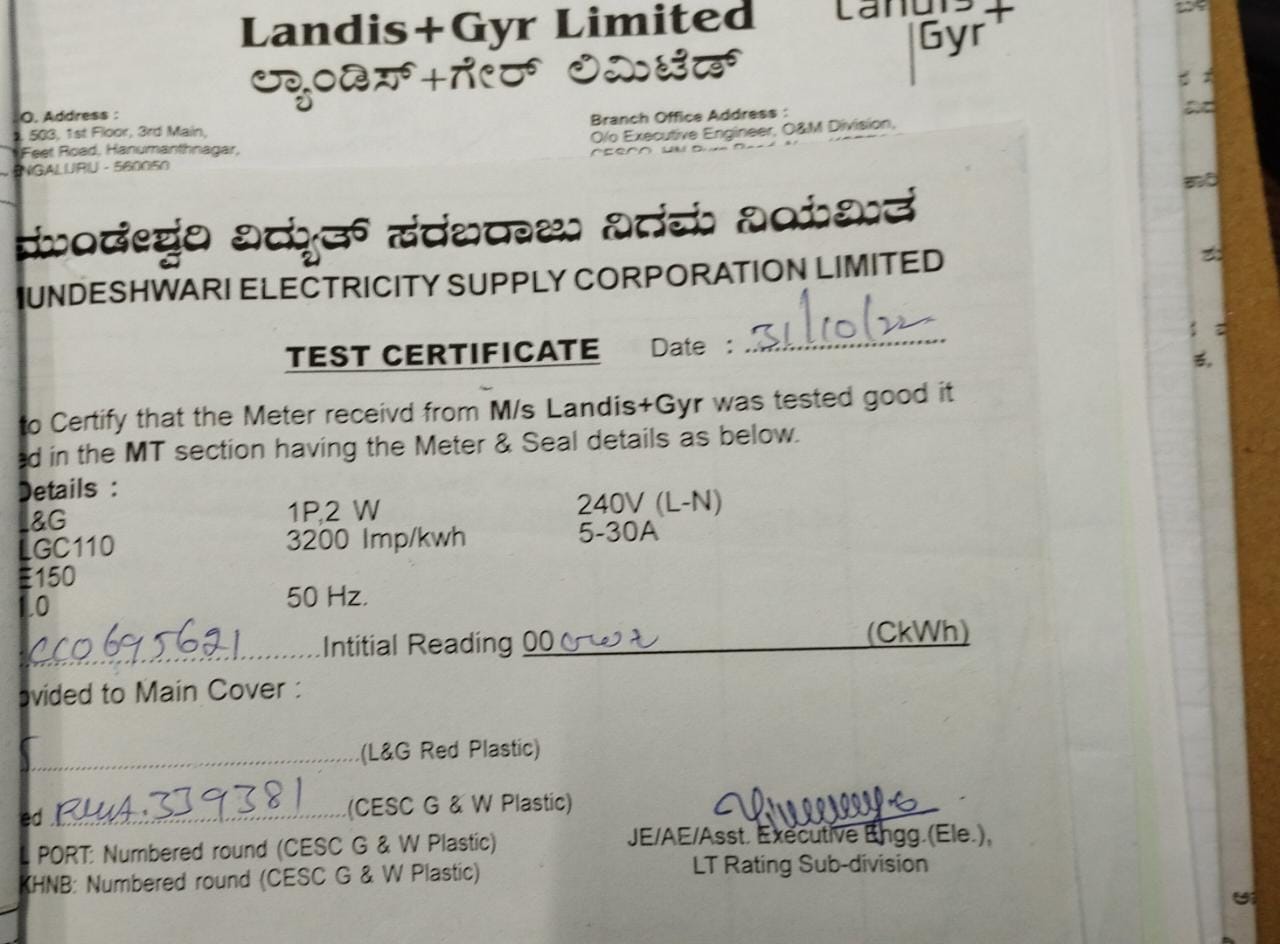 Landis+Gyr Limited
ಲ್ಯಾಂಡಿಸ್+ಗೇರ್ ಲಿಮಿಟೆಡ್
Gyr+
O. Address :
503, 1st Floor, 3rd Main,
Feet Road, Hanumanthnagar,
NGALURU - 560050
Branch Office Address :
O/o Executive Engineer, O&M Division,
ಮುಂಡೇಶ್ವರಿ ವಿದ್ಯುತ್ ಸರಬರಾಜು ನಿಗಮ ನಿಯಮಿತ
UNDESHWARI ELECTRICITY SUPPLY CORPORATION LIMITED
TEST CERTIFICATE Date : 31/10/22
to Certify that the Meter receivd from M/s Landis+Gyr was tested good it
ed in the MT section having the Meter & Seal details as below.
Details :
L&G 1P,2 W 240V (L-N)
LGC110 3200 Imp/kwh 5-30A
E150
1.0 50 Hz.
CC0695621 Intitial Reading 00 (CkWh)
ovided to Main Cover :
(L&G Red Plastic)
ed 339381 (CESC G & W Plastic)
PORT: Numbered round (CESC G & W Plastic)
KHNB: Numbered round (CESC G & W Plastic)
JE/AE/Asst. Executive Engg.(Ele.),
LT Rating Sub-division